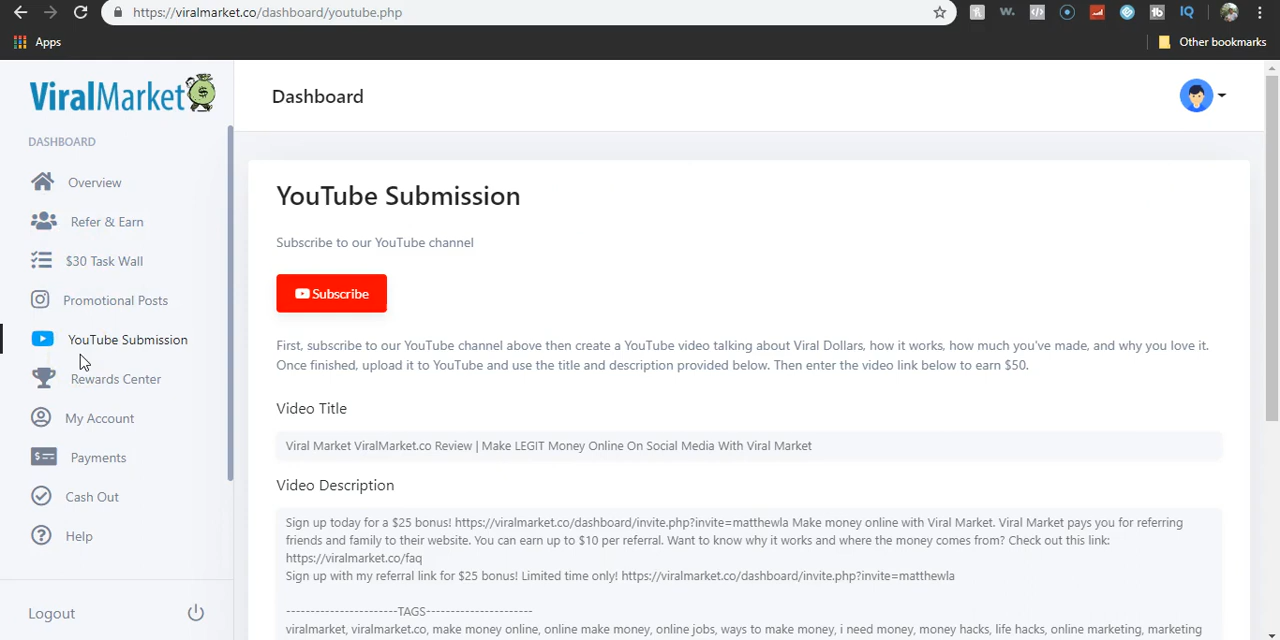 https://viralmarket.co/dashboard/youtube.php
Apps
Other bookmarks
ViralMarket
DASHBOARD
Overview
Refer & Earn
$30 Task Wall
Promotional Posts
YouTube Submission
Rewards Center
My Account
Payments
Cash Out
Help
Logout
Dashboard
YouTube Submission
Subscribe to our YouTube channel
Subscribe
First, subscribe to our YouTube channel above then create a YouTube video talking about Viral Dollars, how it works, how much you've made, and why you love it.
Once finished, upload it to YouTube and use the title and description provided below. Then enter the video link below to earn $50.
Video Title
Viral Market ViralMarket.co Review | Make LEGIT Money Online On Social Media With Viral Market
Video Description
Sign up today for a $25 bonus! https://viralmarket.co/dashboard/invite.php?invite=matthewla Make money online with Viral Market. Viral Market pays you for referring
friends and family to their website. You can earn up to $10 per referral. Want to know why it works and where the money comes from? Check out this link:
https://viralmarket.co/faq
Sign up with my referral link for $25 bonus! Limited time only! https://viralmarket.co/dashboard/invite.php?invite=matthewla
-----------------------TAGS----------------------
viralmarket, viralmarket.co, make money online, online make money, online jobs, ways to make money, i need money, money hacks, life hacks, online marketing, marketing